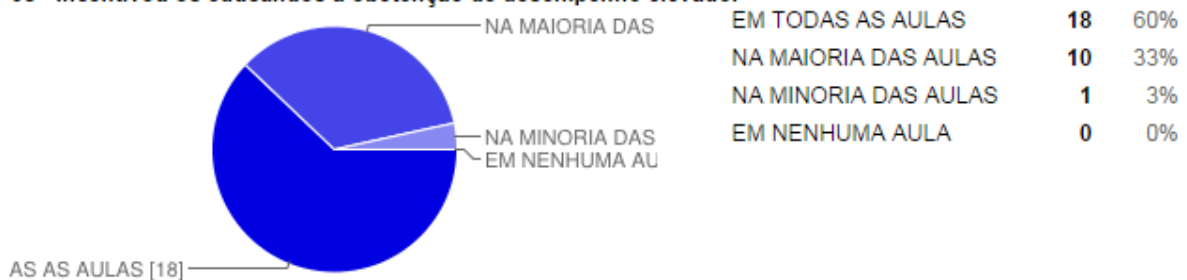 NA MAIORIA DAS
NA MINORIA DAS
EM NENHUMA AU
AS AS AULAS [18]
EM TODAS AS AULAS 18 60%
NA MAIORIA DAS AULAS 10 33%
NA MINORIA DAS AULAS 1 3%
EM NENHUMA AULA 0 0%